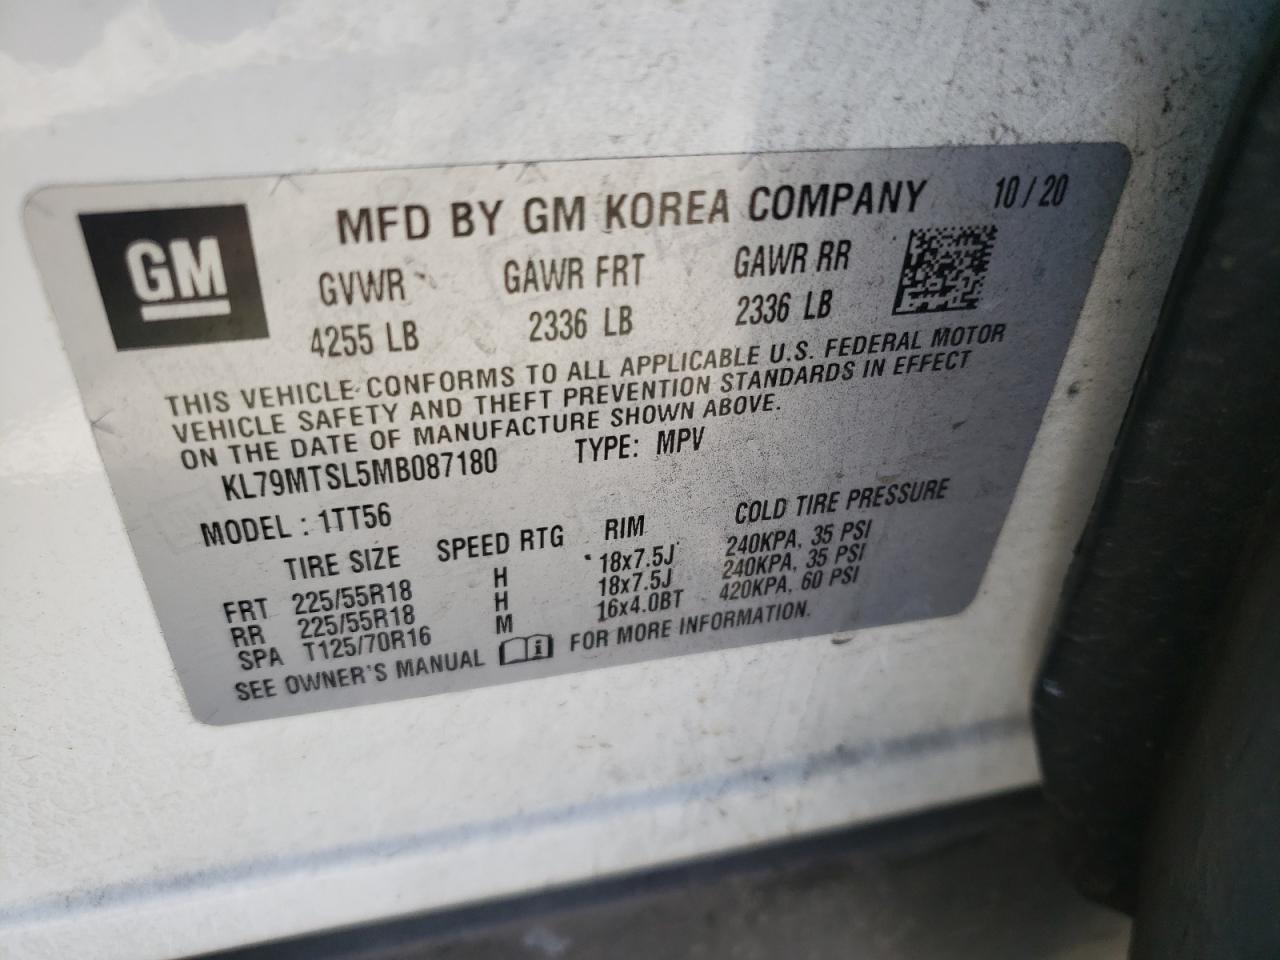 GM
MFD BY GM KOREA COMPANY 10/20
GVWR GAWR FRT GAWR RR
4255 LB 2336 LB 2336 LB
THIS VEHICLE CONFORMS TO ALL APPLICABLE U.S. FEDERAL MOTOR
VEHICLE SAFETY AND THEFT PREVENTION STANDARDS IN EFFECT
ON THE DATE OF MANUFACTURE SHOWN ABOVE.
KL79MTSL5MB087180 TYPE: MPV
MODEL : 1TT56
TIRE SIZE SPEED RTG RIM COLD TIRE PRESSURE
FRT 225/55R18 H 18x7.5J 240KPA, 35 PSI
RR 225/55R18 H 18x7.5J 240KPA, 35 PSI
SPA T125/70R16 M 16x4.0BT 420KPA, 60 PSI
SEE OWNER'S MANUAL i FOR MORE INFORMATION.